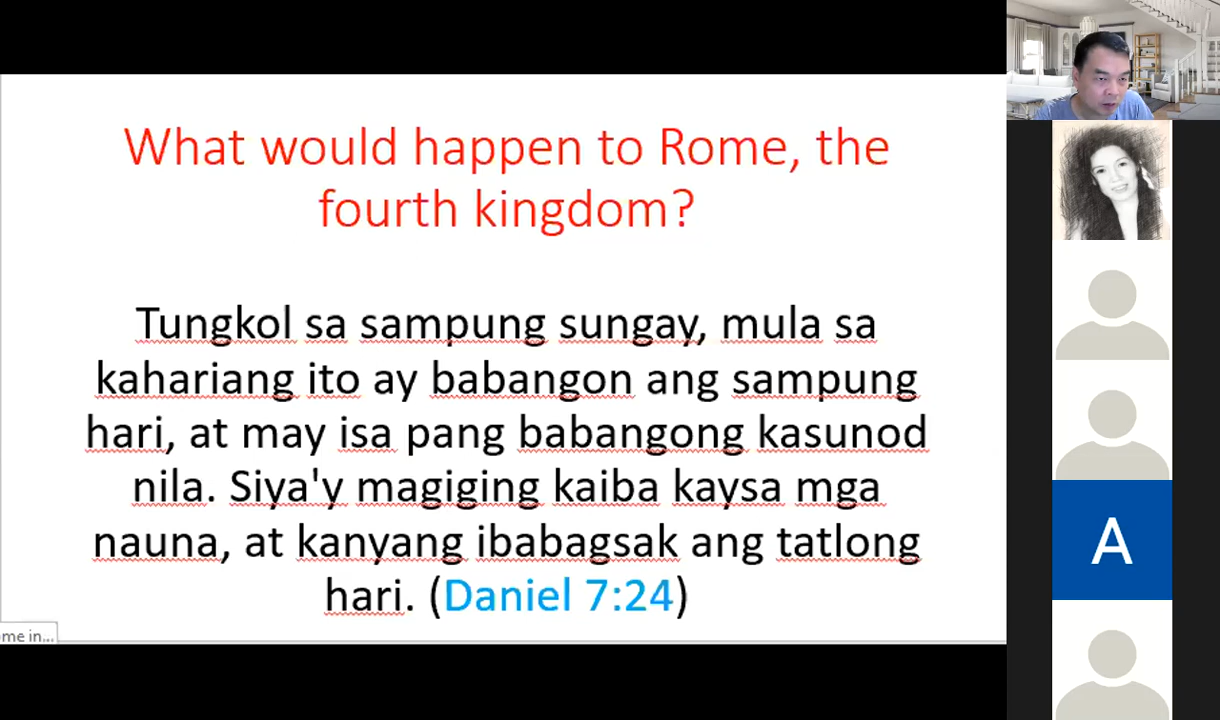 What would happen to Rome, the
fourth kingdom?
Tungkol sa sampung sungay, mula sa
kahariang ito ay babangon ang sampung
hari, at may isa pang babangong kasunod
nila. Siya'y magiging kaiba kaysa mga
nauna, at kanyang ibabagsak ang tatlong
hari. (Daniel 7:24)
me in...
A